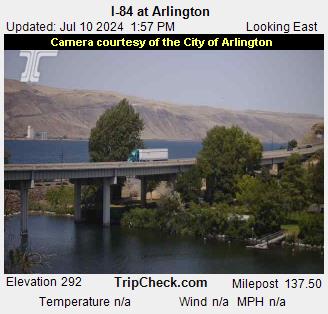 I-84 at Arlington
Updated: Jul 10 2024 1:57 PM Looking East
Camera courtesy of the City of Arlington
Elevation 292 TripCheck.com Milepost 137.50
Temperature n/a Wind n/a MPH n/a